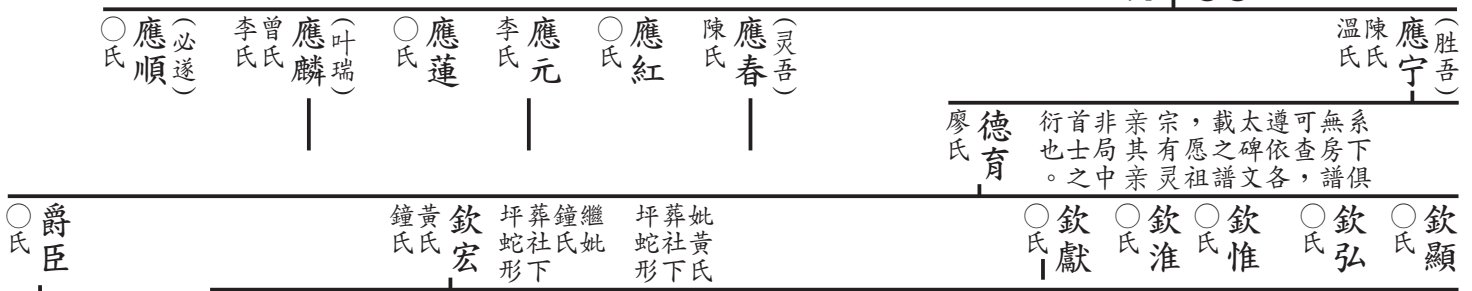 (胜吾)
應宁
陳氏
溫氏
(灵吾)
應春
陳氏
應紅
○氏
應元
李氏
應蓮
○氏
(叶瑞)
應麟
曾氏
李氏
(必遂)
應順
○氏
系下俱
無房譜
可查，
遵依各
太碑文
載之譜
，愿祖
宗有灵
亲其亲
非局中
首士之
衍也。
德育
廖氏
欽顯
○氏
欽弘
○氏
欽惟
○氏
欽淮
○氏
欽獻
○氏
妣黃氏
葬社下
坪蛇形
繼妣
鐘氏
葬社下
坪蛇形
欽宏
黃氏
鐘氏
爵臣
○氏